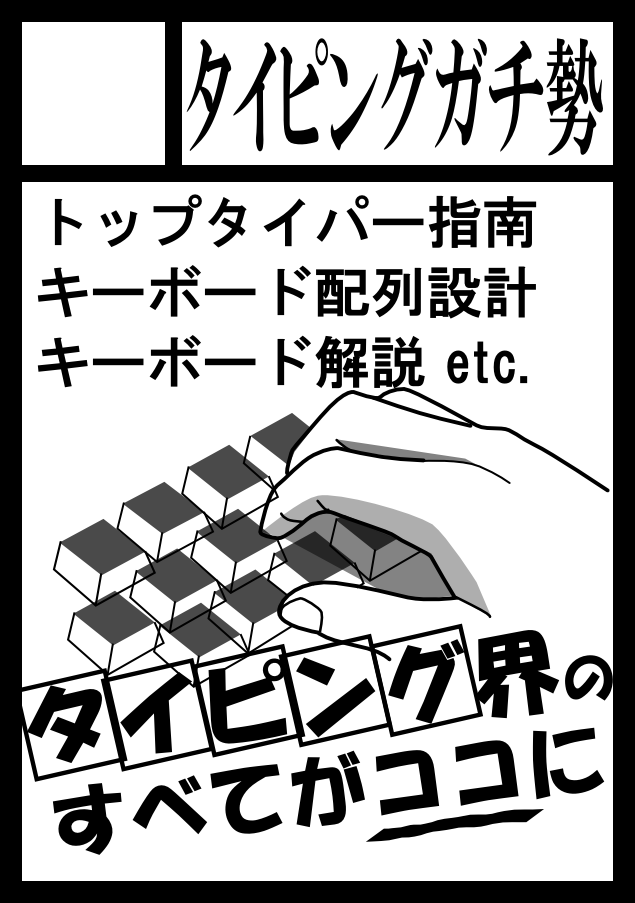 タイピングガチ勢
トップタイパー指南
キーボード配列設計
キーボード解説 etc.
タイピング界の
すべてがココに